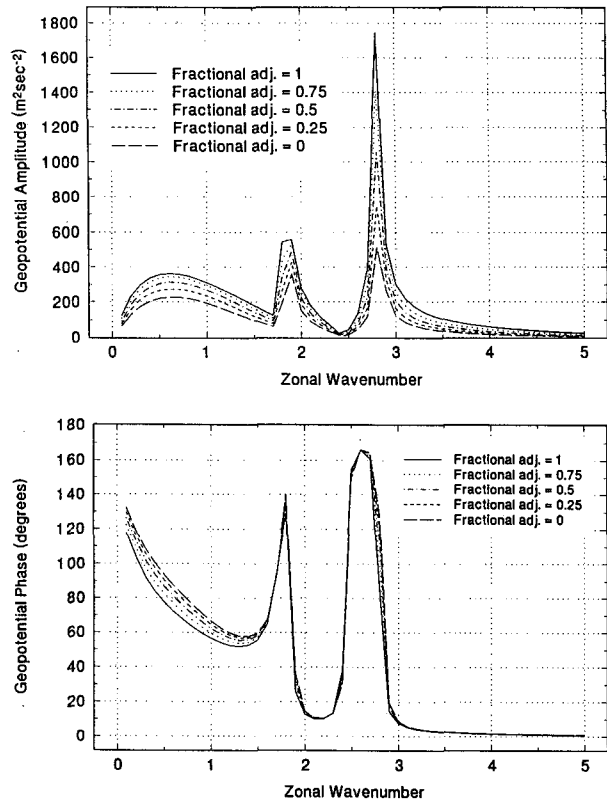 1800
1600
1400
1200
1000
800
600
400
200
0
Geopotential Amplitude (m²sec⁻²)
Fractional adj. = 1
Fractional adj. = 0.75
Fractional adj. = 0.5
Fractional adj. = 0.25
Fractional adj. = 0
0 1 2 3 4 5
Zonal Wavenumber
180
160
140
120
100
80
60
40
20
0
Geopotential Phase (degrees)
Fractional adj. = 1
Fractional adj. = 0.75
Fractional adj. = 0.5
Fractional adj. = 0.25
Fractional adj. = 0
0 1 2 3 4 5
Zonal Wavenumber